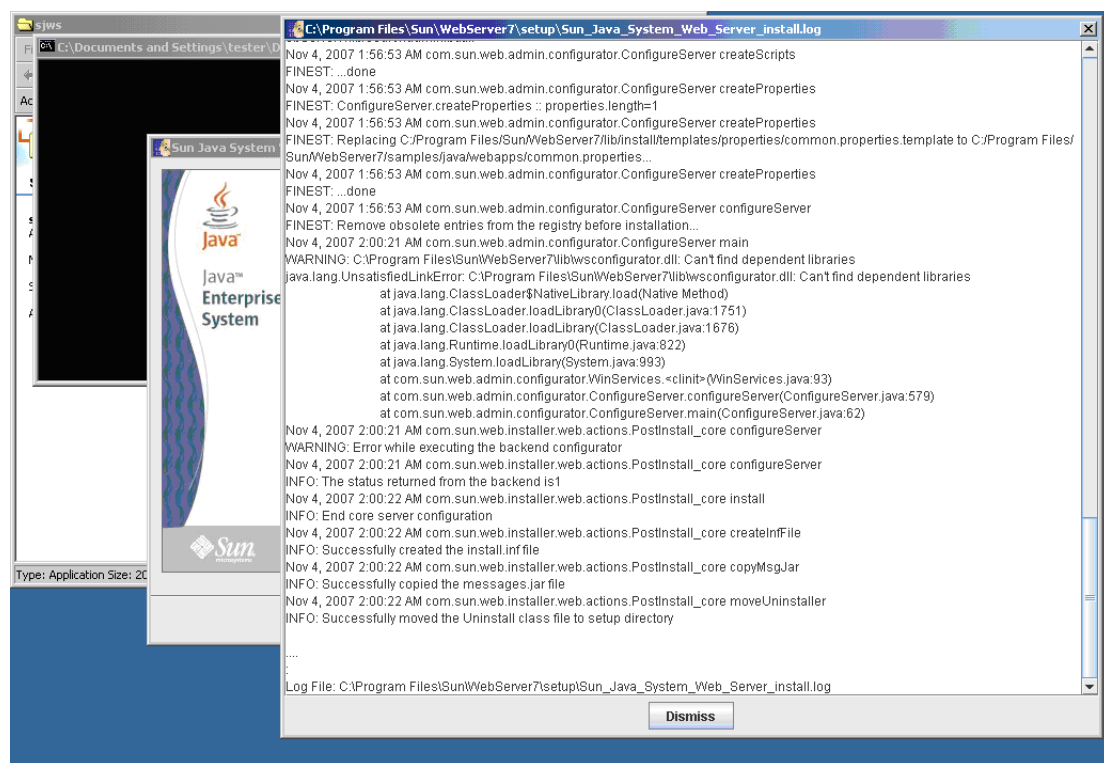 sjws
C:\Documents and Settings\tester\D
Ac
Sun Java System
Java
Java™
Enterprise
System
Sun
microsystems
Type: Application Size: 20
C:\Program Files\Sun\WebServer7\setup\Sun_Java_System_Web_Server_install.log
Nov 4, 2007 1:56:53 AM com.sun.web.admin.configurator.ConfigureServer createScripts
FINEST: ...done
Nov 4, 2007 1:56:53 AM com.sun.web.admin.configurator.ConfigureServer createProperties
FINEST: ConfigureServer.createProperties :: properties.length=1
Nov 4, 2007 1:56:53 AM com.sun.web.admin.configurator.ConfigureServer createProperties
FINEST: Replacing C:/Program Files/Sun/WebServer7/lib/install/templates/properties/common.properties.template to C:/Program Files/
Sun/WebServer7/samples/java/webapps/common.properties...
Nov 4, 2007 1:56:53 AM com.sun.web.admin.configurator.ConfigureServer createProperties
FINEST: ...done
Nov 4, 2007 1:56:53 AM com.sun.web.admin.configurator.ConfigureServer configureServer
FINEST: Remove obsolete entries from the registry before installation...
Nov 4, 2007 2:00:21 AM com.sun.web.admin.configurator.ConfigureServer main
WARNING: C:\Program Files\Sun\WebServer7\lib\wsconfigurator.dll: Can't find dependent libraries
java.lang.UnsatisfiedLinkError: C:\Program Files\Sun\WebServer7\lib\wsconfigurator.dll: Can't find dependent libraries
at java.lang.ClassLoader$NativeLibrary.load(Native Method)
at java.lang.ClassLoader.loadLibrary0(ClassLoader.java:1751)
at java.lang.ClassLoader.loadLibrary(ClassLoader.java:1676)
at java.lang.Runtime.loadLibrary0(Runtime.java:822)
at java.lang.System.loadLibrary(System.java:993)
at com.sun.web.admin.configurator.WinServices.<clinit>(WinServices.java:93)
at com.sun.web.admin.configurator.ConfigureServer.configureServer(ConfigureServer.java:579)
at com.sun.web.admin.configurator.ConfigureServer.main(ConfigureServer.java:62)
Nov 4, 2007 2:00:21 AM com.sun.web.installer.web.actions.PostInstall_core configureServer
WARNING: Error while executing the backend configurator
Nov 4, 2007 2:00:21 AM com.sun.web.installer.web.actions.PostInstall_core configureServer
INFO: The status returned from the backend is1
Nov 4, 2007 2:00:22 AM com.sun.web.installer.web.actions.PostInstall_core install
INFO: End core server configuration
Nov 4, 2007 2:00:22 AM com.sun.web.installer.web.actions.PostInstall_core createInfFile
INFO: Successfully created the install.inf file
Nov 4, 2007 2:00:22 AM com.sun.web.installer.web.actions.PostInstall_core copyMsgJar
INFO: Successfully copied the messages.jar file
Nov 4, 2007 2:00:22 AM com.sun.web.installer.web.actions.PostInstall_core moveUninstaller
INFO: Successfully moved the Uninstall class file to setup directory
....
:
Log File: C:\Program Files\Sun\WebServer7\setup\Sun_Java_System_Web_Server_install.log
Dismiss